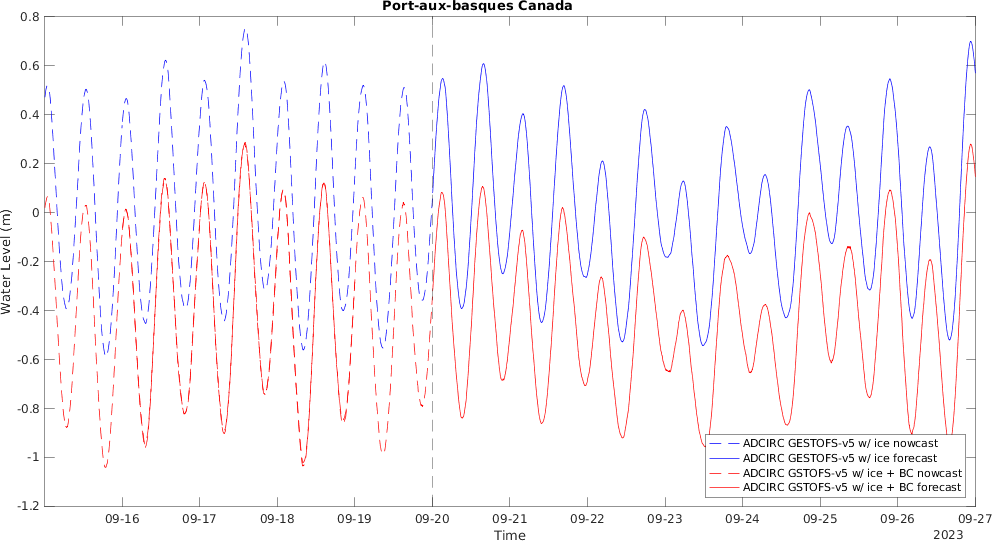 Port-aux-basques Canada
0.8
0.6
0.4
0.2
0
-0.2
-0.4
-0.6
-0.8
-1
-1.2
Water Level (m)
ADCIRC GESTOFS-v5 w/ ice nowcast
ADCIRC GESTOFS-v5 w/ ice forecast
ADCIRC GSTOFS-v5 w/ ice + BC nowcast
ADCIRC GSTOFS-v5 w/ ice + BC forecast
09-16 09-17 09-18 09-19 09-20 09-21 09-22 09-23 09-24 09-25 09-26 09-27
Time
2023